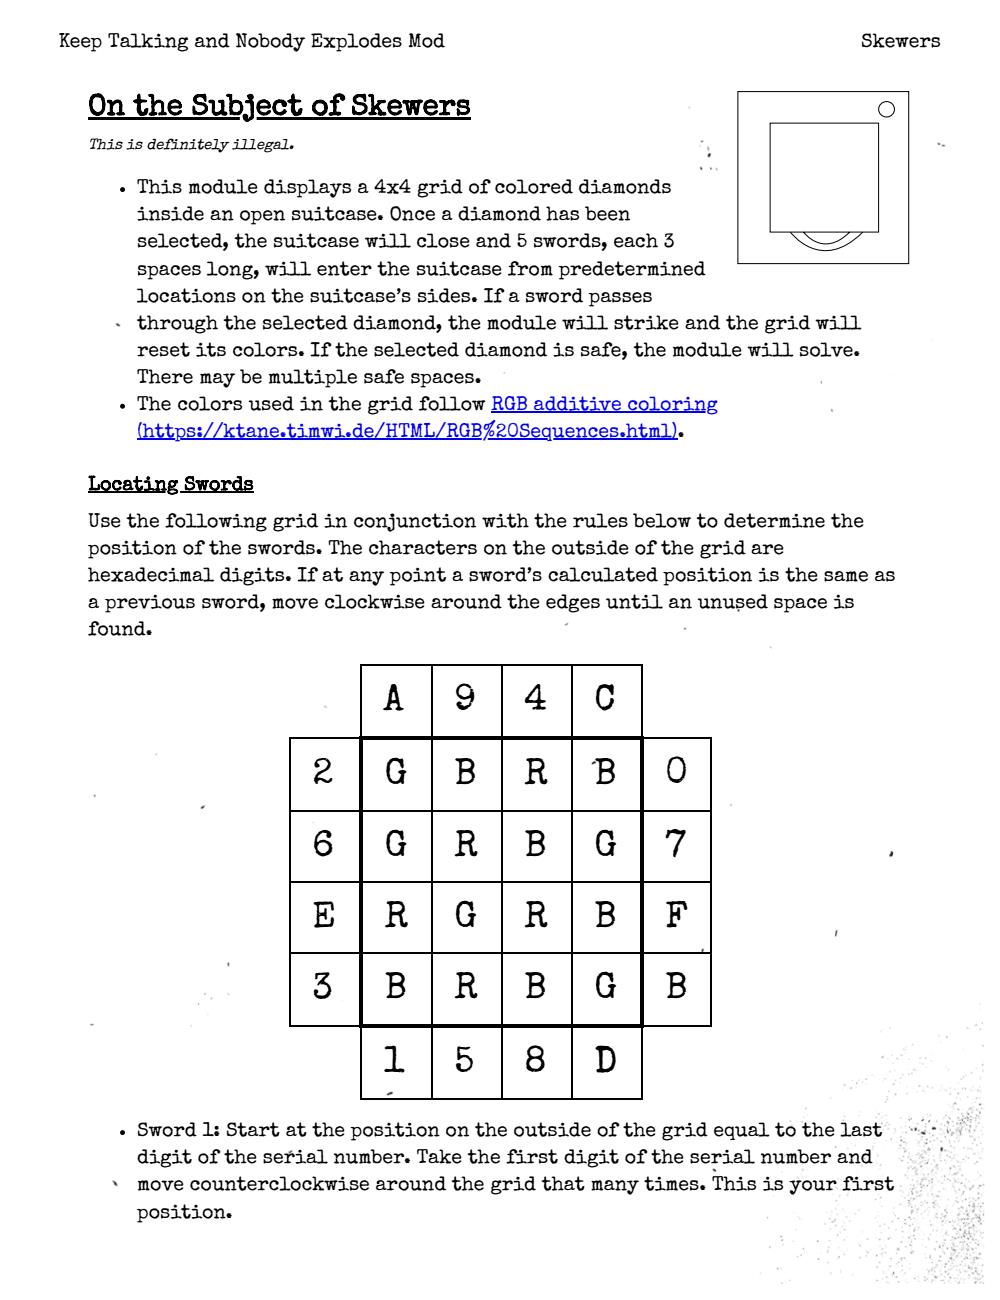 Keep Talking and Nobody Explodes Mod Skewers
On the Subject of Skewers
This is definitely illegal.
• This module displays a 4x4 grid of colored diamonds
inside an open suitcase. Once a diamond has been
selected, the suitcase will close and 5 swords, each 3
spaces long, will enter the suitcase from predetermined
locations on the suitcase's sides. If a sword passes
through the selected diamond, the module will strike and the grid will
reset its colors. If the selected diamond is safe, the module will solve.
There may be multiple safe spaces.
• The colors used in the grid follow RGB additive coloring
(https://ktane.timwi.de/HTML/RGB%20Sequences.html).
Locating Swords
Use the following grid in conjunction with the rules below to determine the
position of the swords. The characters on the outside of the grid are
hexadecimal digits. If at any point a sword's calculated position is the same as
a previous sword, move clockwise around the edges until an unused space is
found.
A 9 4 C
2 G B R B 0
6 G R B G 7
E R G R B F
3 B R B G B
1 5 8 D
• Sword 1: Start at the position on the outside of the grid equal to the last
digit of the serial number. Take the first digit of the serial number and
move counterclockwise around the grid that many times. This is your first
position.